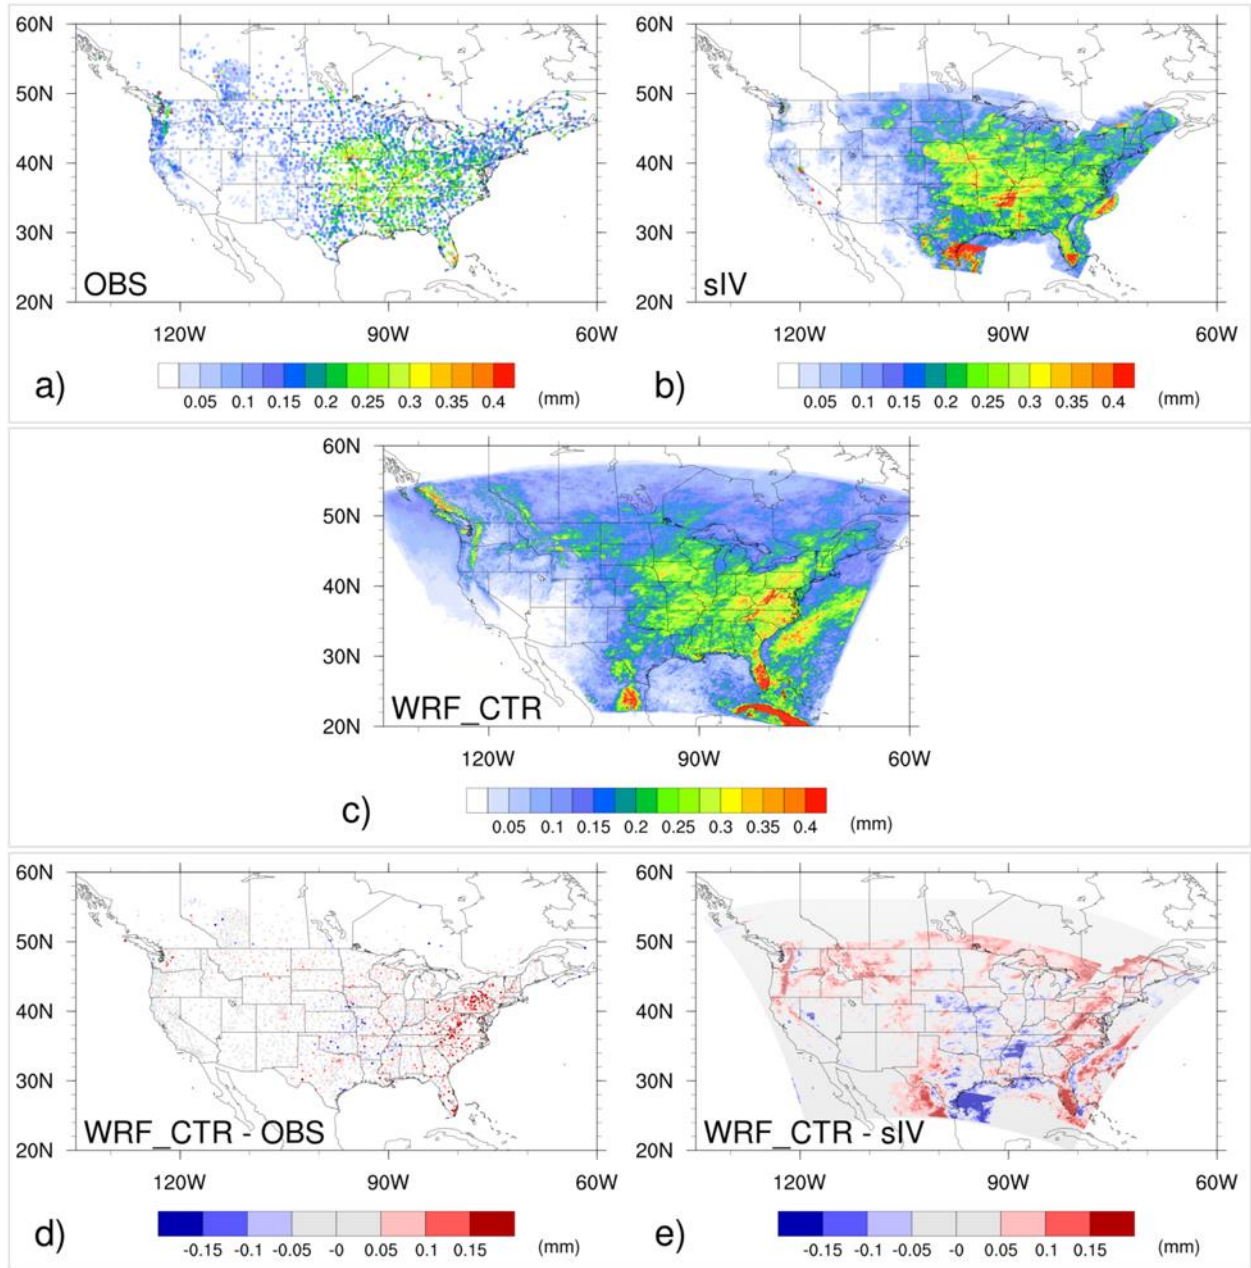 60N 60N
50N 50N
40N 40N
30N 30N
20N OBS 20N sIV
120W 90W 60W 120W 90W 60W
a) 0.05 0.1 0.15 0.2 0.25 0.3 0.35 0.4 (mm) b) 0.05 0.1 0.15 0.2 0.25 0.3 0.35 0.4 (mm)
60N
50N
40N
30N
20N WRF_CTR
120W 90W 60W
c) 0.05 0.1 0.15 0.2 0.25 0.3 0.35 0.4 (mm)
60N 60N
50N 50N
40N 40N
30N 30N
20N WRF_CTR - OBS 20N WRF_CTR - sIV
120W 90W 60W 120W 90W 60W
d) -0.15 -0.1 -0.05 -0 0.05 0.1 0.15 (mm) e) -0.15 -0.1 -0.05 -0 0.05 0.1 0.15 (mm)